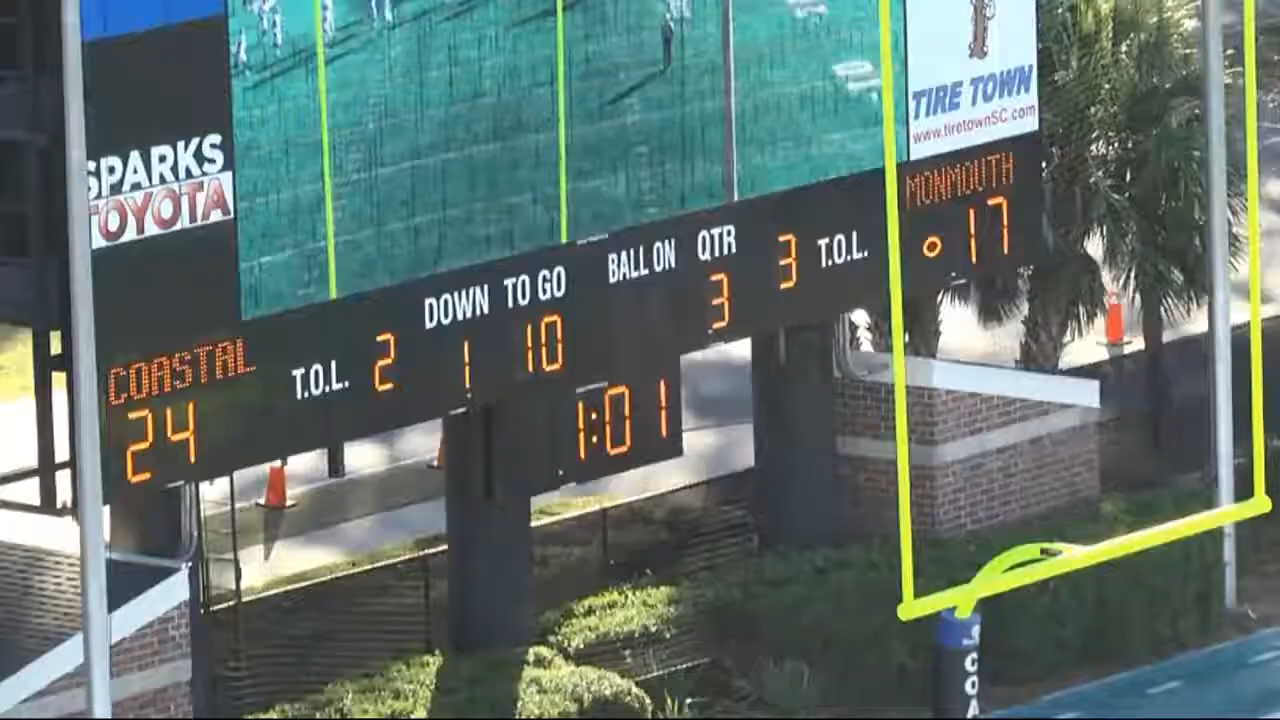 SPARKS
TOYOTA
TIRE TOWN
www.tiretownSC.com
MONMOUTH
17
COASTAL
24
T.O.L. 2
DOWN 1
TO GO 10
BALL ON
QTR 3
3 T.O.L.
1:01
COA